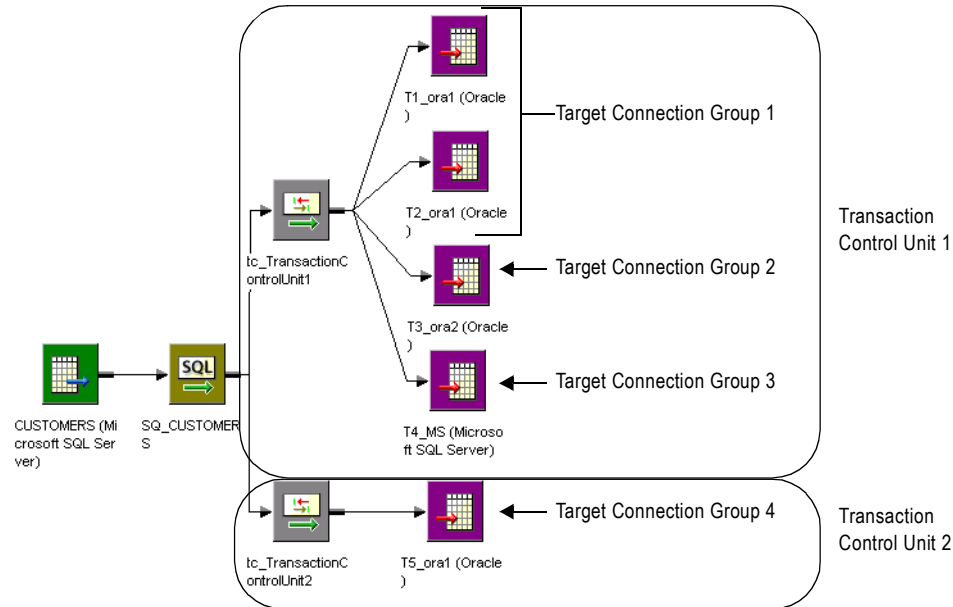 T1_ora1 (Oracle
)
Target Connection Group 1
T2_ora1 (Oracle
)
Transaction
Control Unit 1
tc_TransactionC
ontrolUnit1
Target Connection Group 2
T3_ora2 (Oracle
)
SQL
Target Connection Group 3
CUSTOMERS (Mi
crosoft SQL Ser
ver)
SQ_CUSTOMER
S
T4_MS (Microso
ft SQL Server)
Target Connection Group 4
Transaction
Control Unit 2
tc_TransactionC
ontrolUnit2
T5_ora1 (Oracle
)